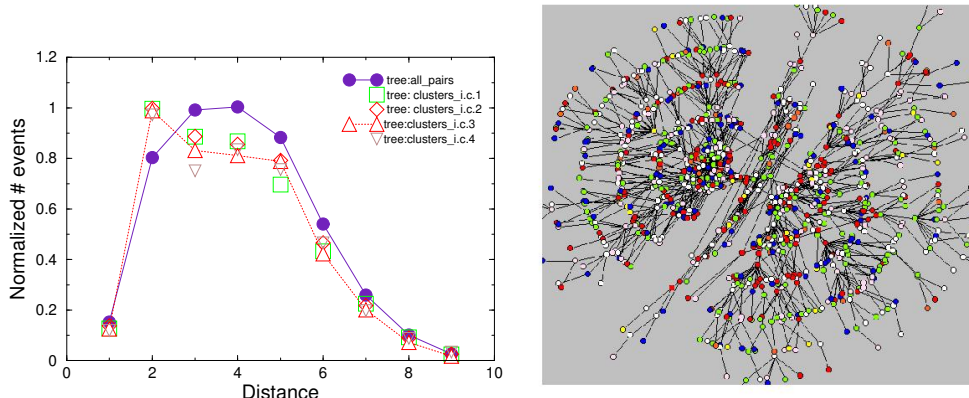 1.2
1
0.8
0.6
0.4
0.2
0
Normalized # events
tree:all_pairs
tree: clusters_i.c.1
tree: clusters_i.c.2
tree:clusters_i.c.3
tree:clusters_i.c.4
0 2 4 6 8 10
Distance